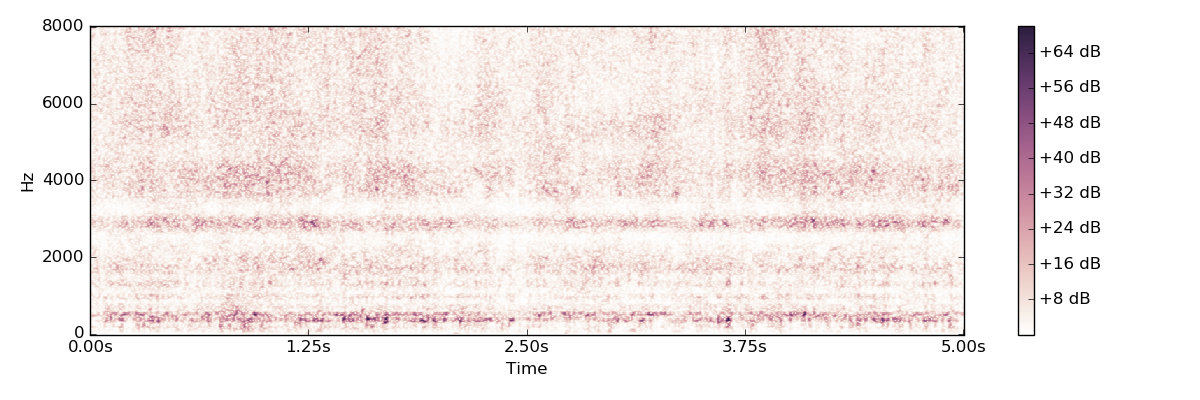 8000
6000
4000
2000
0
Hz
0.00s 1.25s 2.50s 3.75s 5.00s
Time
+64 dB
+56 dB
+48 dB
+40 dB
+32 dB
+24 dB
+16 dB
+8 dB